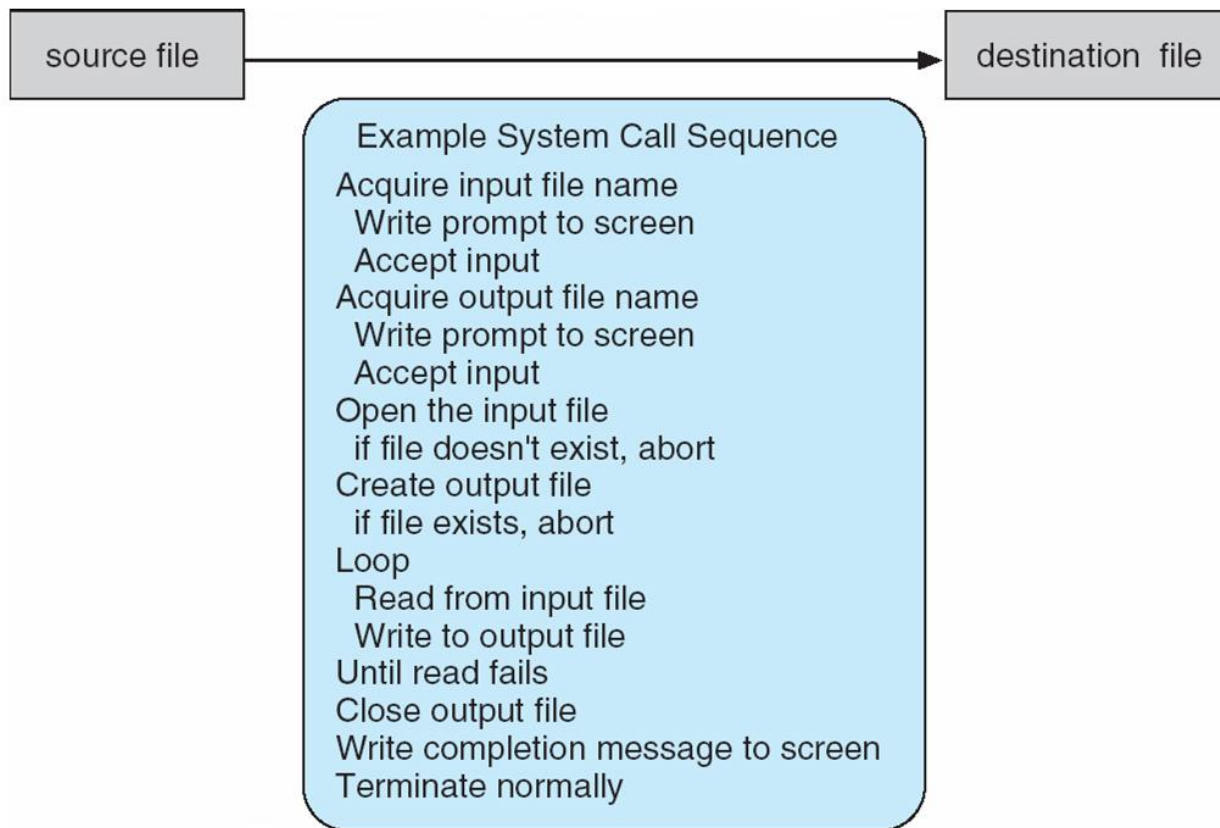 source file
destination file
Example System Call Sequence
Acquire input file name
Write prompt to screen
Accept input
Acquire output file name
Write prompt to screen
Accept input
Open the input file
if file doesn't exist, abort
Create output file
if file exists, abort
Loop
Read from input file
Write to output file
Until read fails
Close output file
Write completion message to screen
Terminate normally